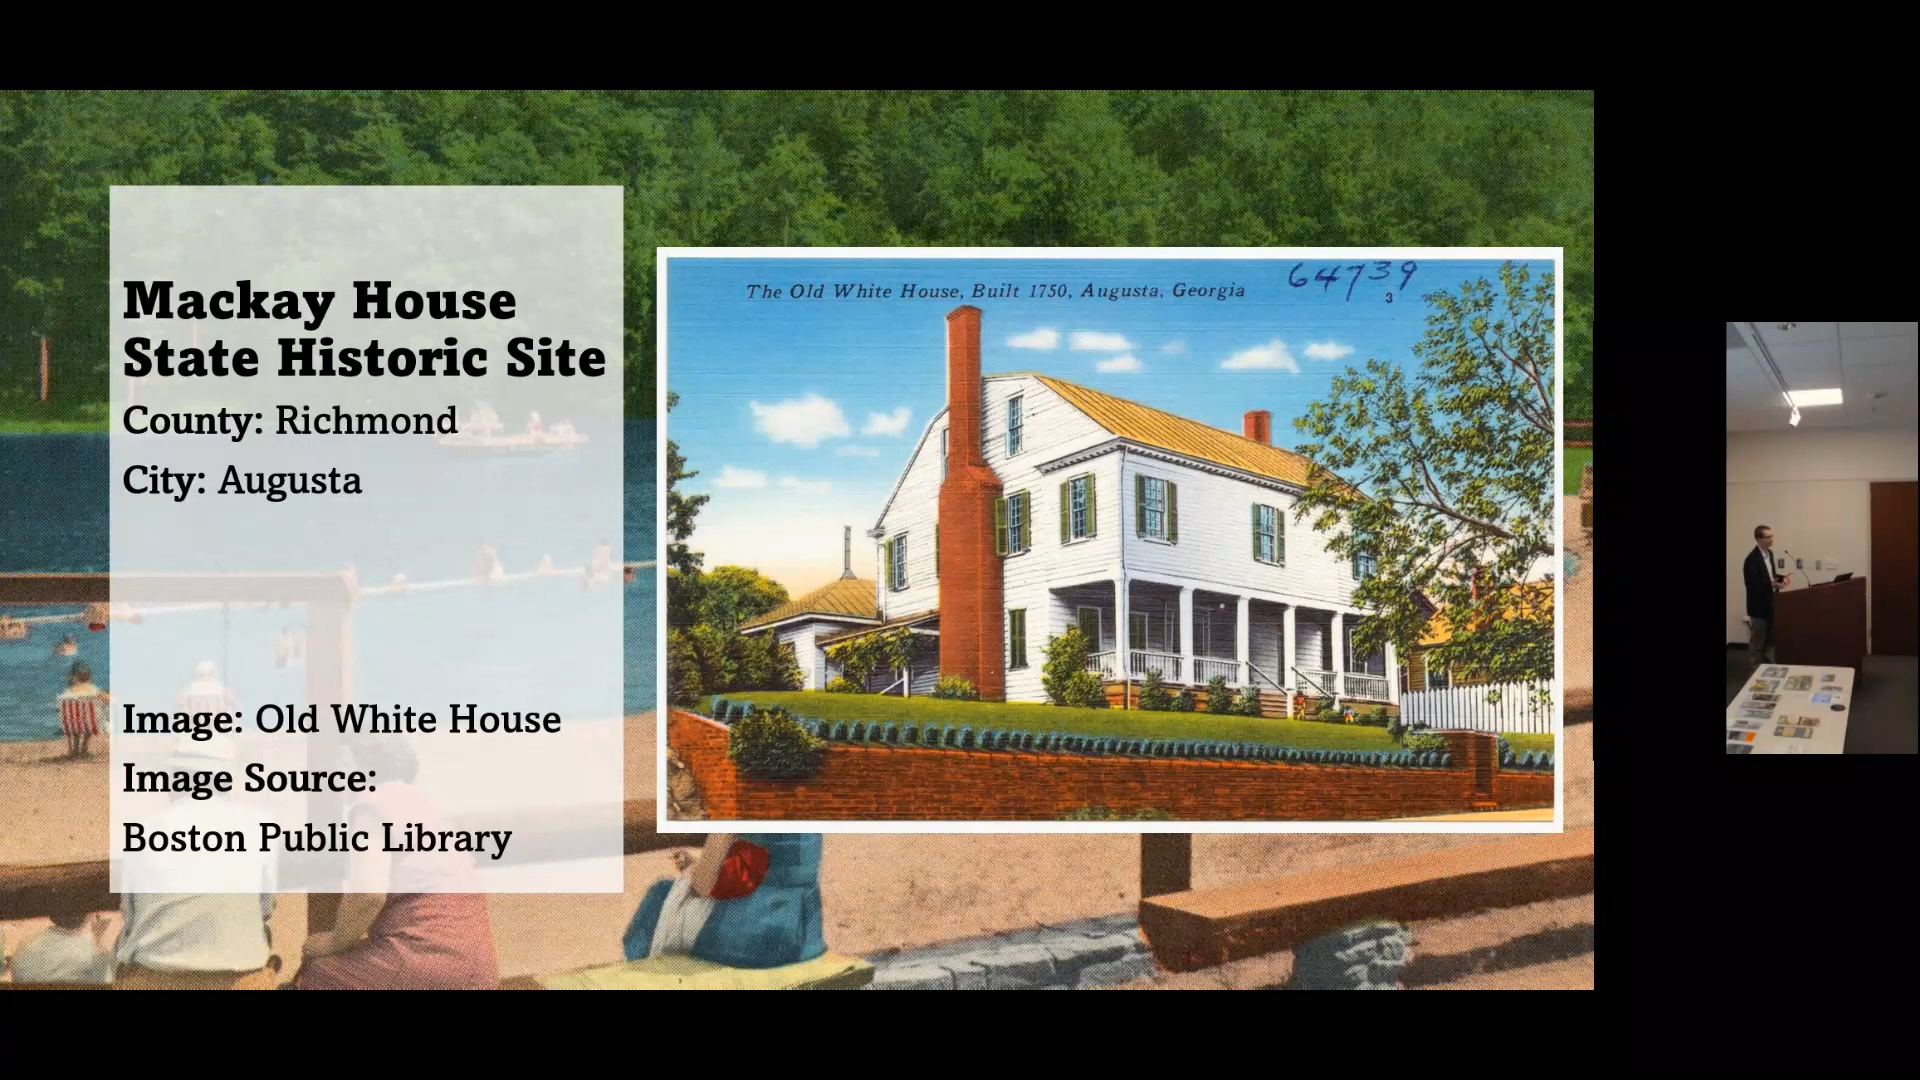 Mackay House
State Historic Site
County: Richmond
City: Augusta
Image: Old White House
Image Source:
Boston Public Library
The Old White House, Built 1750, Augusta, Georgia
64739
3